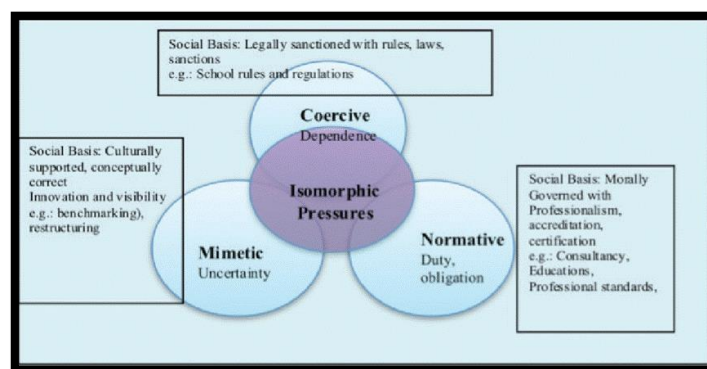 Social Basis: Legally sanctioned with rules, laws,
sanctions
e.g.: School rules and regulations
Coercive
Dependence
Social Basis: Culturally
supported, conceptually
correct
Innovation and visibility
e.g.: benchmarking),
restructuring
Isomorphic
Pressures
Mimetic
Uncertainty
Normative
Duty,
obligation
Social Basis: Morally
Governed with
Professionalism,
accreditation,
certification
e.g.: Consultancy,
Educations,
Professional standards,